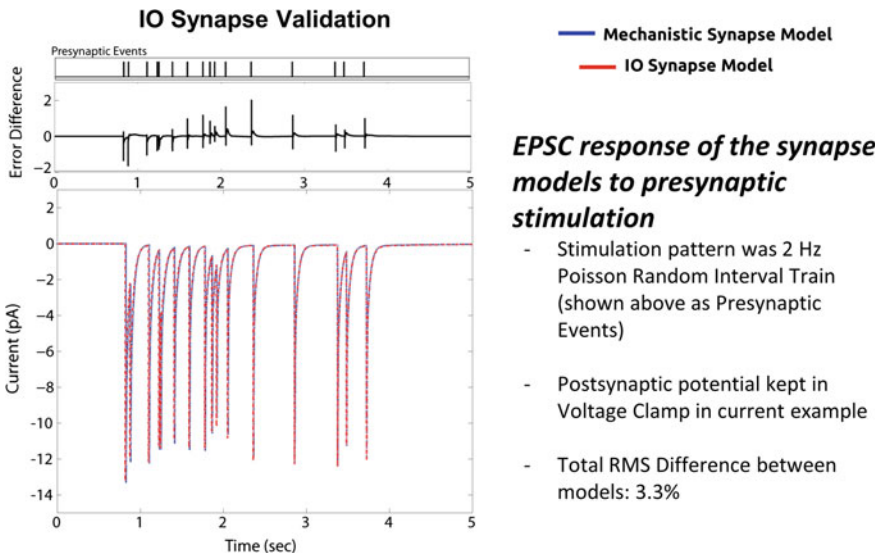 IO Synapse Validation
Presynaptic Events
Error Difference
2
0
−2
0
1
2
3
4
5
Current (pA)
0
−2
−4
−6
−8
-10
-12
-14
0
1
2
3
4
5
Time (sec)
Mechanistic Synapse Model
IO Synapse Model
EPSC response of the synapse
models to presynaptic
stimulation
- Stimulation pattern was 2 Hz
Poisson Random Interval Train
(shown above as Presynaptic
Events)
- Postsynaptic potential kept in
Voltage Clamp in current example
- Total RMS Difference between
models: 3.3%